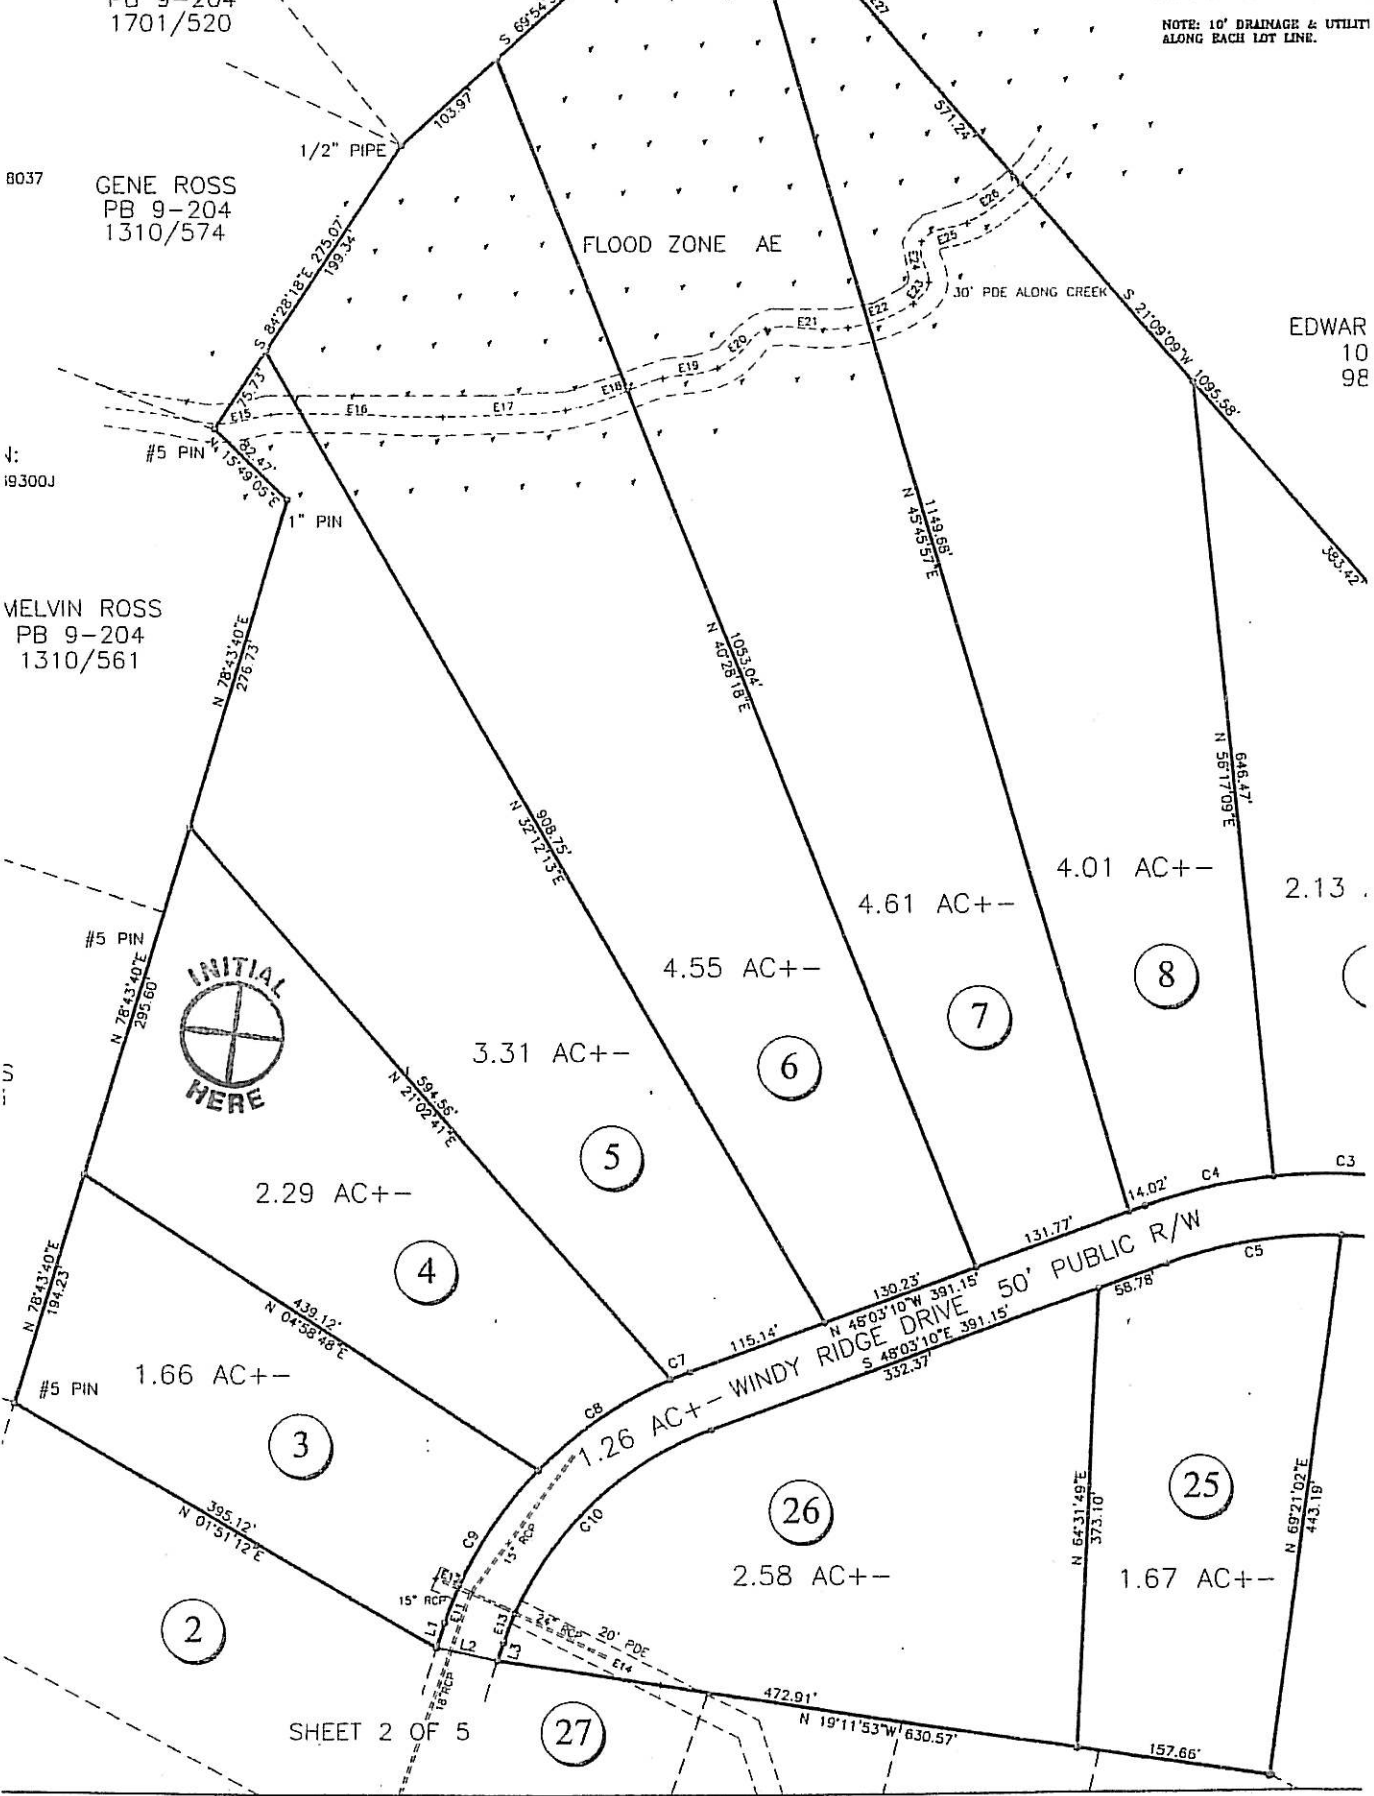 PB 9-204
1701/520
S 69°54'
E27
NOTE: 10' DRAINAGE & UTILIT
ALONG EACH LOT LINE.
103.97'
571.24'
1/2" PIPE
8037
GENE ROSS
PB 9-204
1310/574
S 84°28'18"E 275.07'
199.34'
FLOOD ZONE AE
E26
E25
E24
E23
E22
E21
E20
E19
E18
E17
E16
E15
30' PDE ALONG CREEK
S 21°09'09"W 1095.58'
EDWAR
10
98
75.73'
#5 PIN
82.47'
N 15°49'05"E
1" PIN
N:
19300J
383.42'
1149.68'
N 45°45'57"E
MELVIN ROSS
PB 9-204
1310/561
N 78°43'40"E
276.73'
1053.04'
N 40°28'18"E
646.47'
N 56°17'09"E
908.75'
N 32°12'13"E
4.01 AC+-
2.13
4.61 AC+-
#5 PIN
4.55 AC+-
8
7
6
N 78°43'40"E
295.60'
INITIAL
HERE
3.31 AC+-
594.56'
N 21°02'41"E
5
2.29 AC+-
4
C3
C4
14.02'
131.77'
130.23'
115.14'
N 48°03'10"W 391.15'
1.26 AC+- WINDY RIDGE DRIVE 50' PUBLIC R/W
S 48°03'10"E 391.15'
332.37'
58.78'
C5
N 78°43'40"E
194.23'
439.12'
N 04°58'48"E
C7
C8
1.66 AC+-
#5 PIN
3
395.12'
N 01°51'12"E
C9
C10
15" RCP
26
2.58 AC+-
N 64°31'49"E
373.10'
25
1.67 AC+-
N 69°21'02"E
443.19'
15" RCP
E11
L1
L2
E13
L3
24" RCP
20' PDE
E14
2
18" RCP
SHEET 2 OF 5
27
472.91'
N 19°11'53"W 630.57'
157.66'